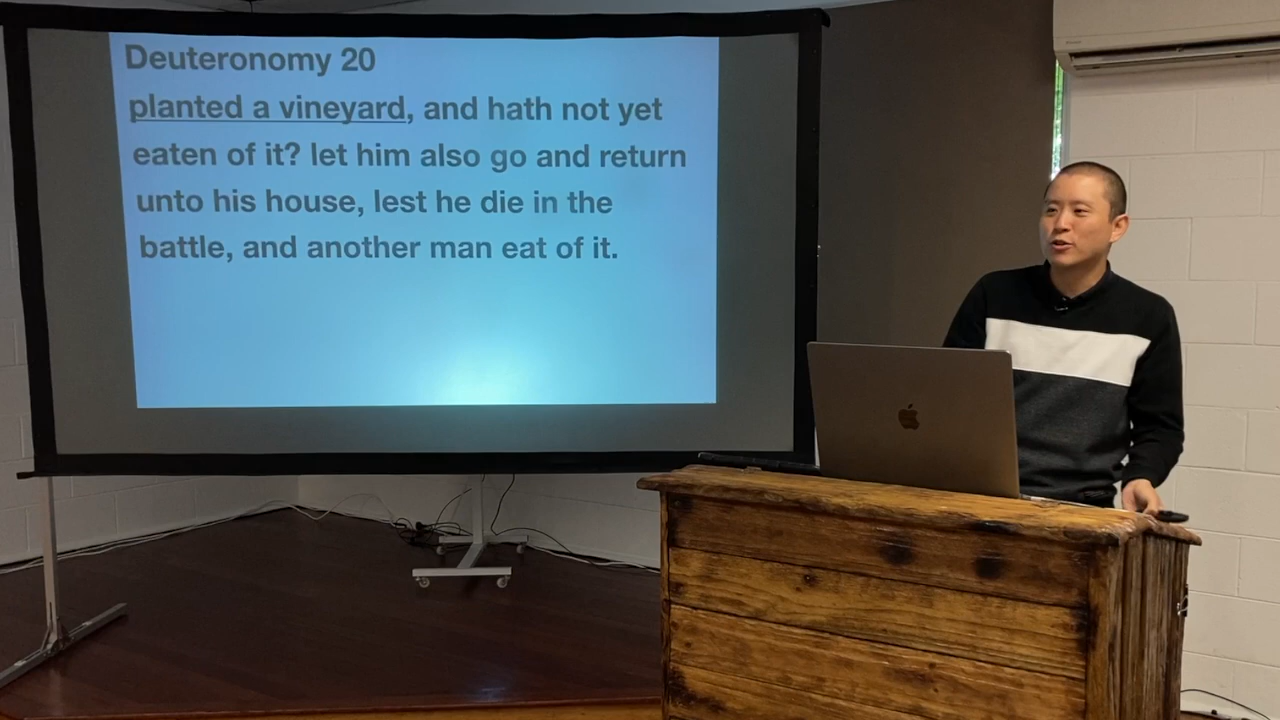 Deuteronomy 20
planted a vineyard, and hath not yet
eaten of it? let him also go and return
unto his house, lest he die in the
battle, and another man eat of it.